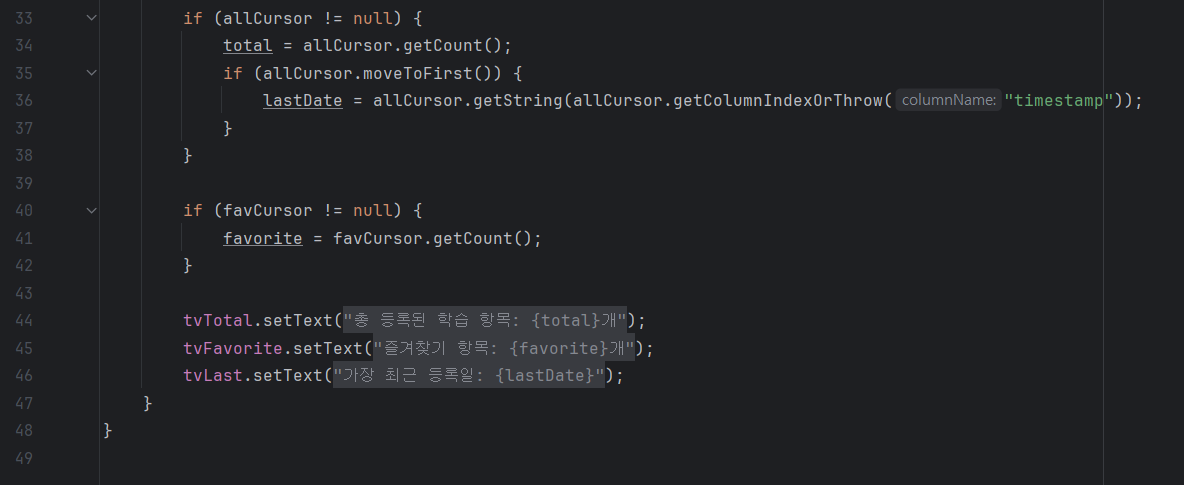 33 if (allCursor != null) {
34 total = allCursor.getCount();
35 if (allCursor.moveToFirst()) {
36 lastDate = allCursor.getString(allCursor.getColumnIndexOrThrow( columnName: "timestamp"));
37 }
38 }
39
40 if (favCursor != null) {
41 favorite = favCursor.getCount();
42 }
43
44 tvTotal.setText("총 등록된 학습 항목: {total}개");
45 tvFavorite.setText("즐겨찾기 항목: {favorite}개");
46 tvLast.setText("가장 최근 등록일: {lastDate}");
47 }
48 }
49